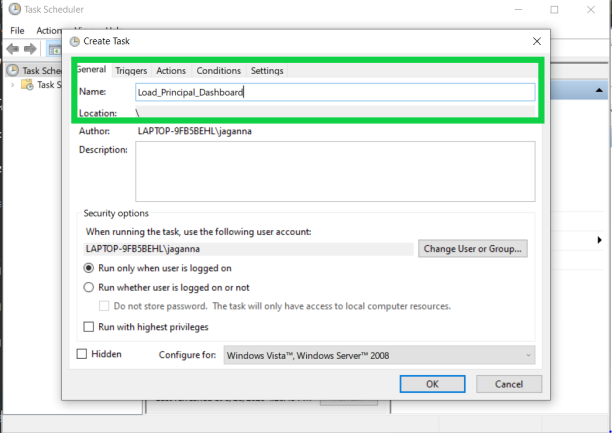 Task Scheduler
File Action
Create Task
Task Sche
Task S
General Triggers Actions Conditions Settings
Name: Load_Principal_Dashboard
Location: \
Author: LAPTOP-9FB5BEHL\jaganna
Description:
Security options
When running the task, use the following user account:
LAPTOP-9FB5BEHL\jaganna
Change User or Group...
Run only when user is logged on
Run whether user is logged on or not
Do not store password. The task will only have access to local computer resources.
Run with highest privileges
Hidden Configure for: Windows Vista™, Windows Server™ 2008
OK Cancel